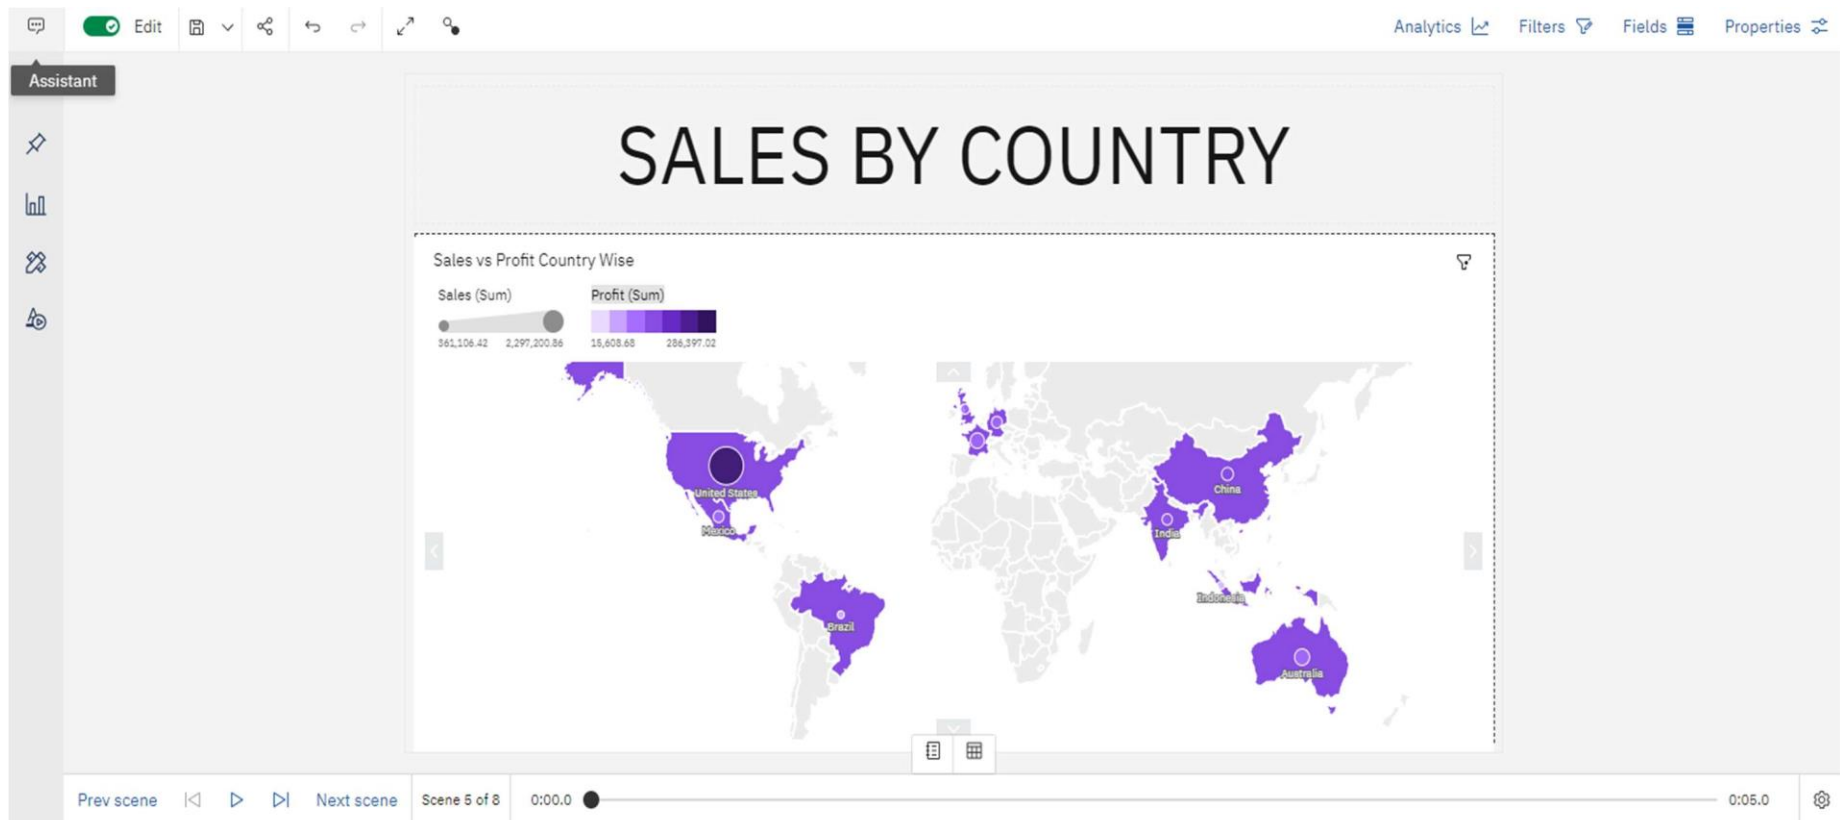 Edit
Analytics
Filters
Fields
Properties
Assistant
SALES BY COUNTRY
Sales vs Profit Country Wise
Sales (Sum)
Profit (Sum)
361,106.42
2,297,200.86
15,608.68
286,397.02
United States
Mexico
Brazil
China
India
Indonesia
Australia
Prev scene
Next scene
Scene 5 of 8
0:00.0
0:05.0